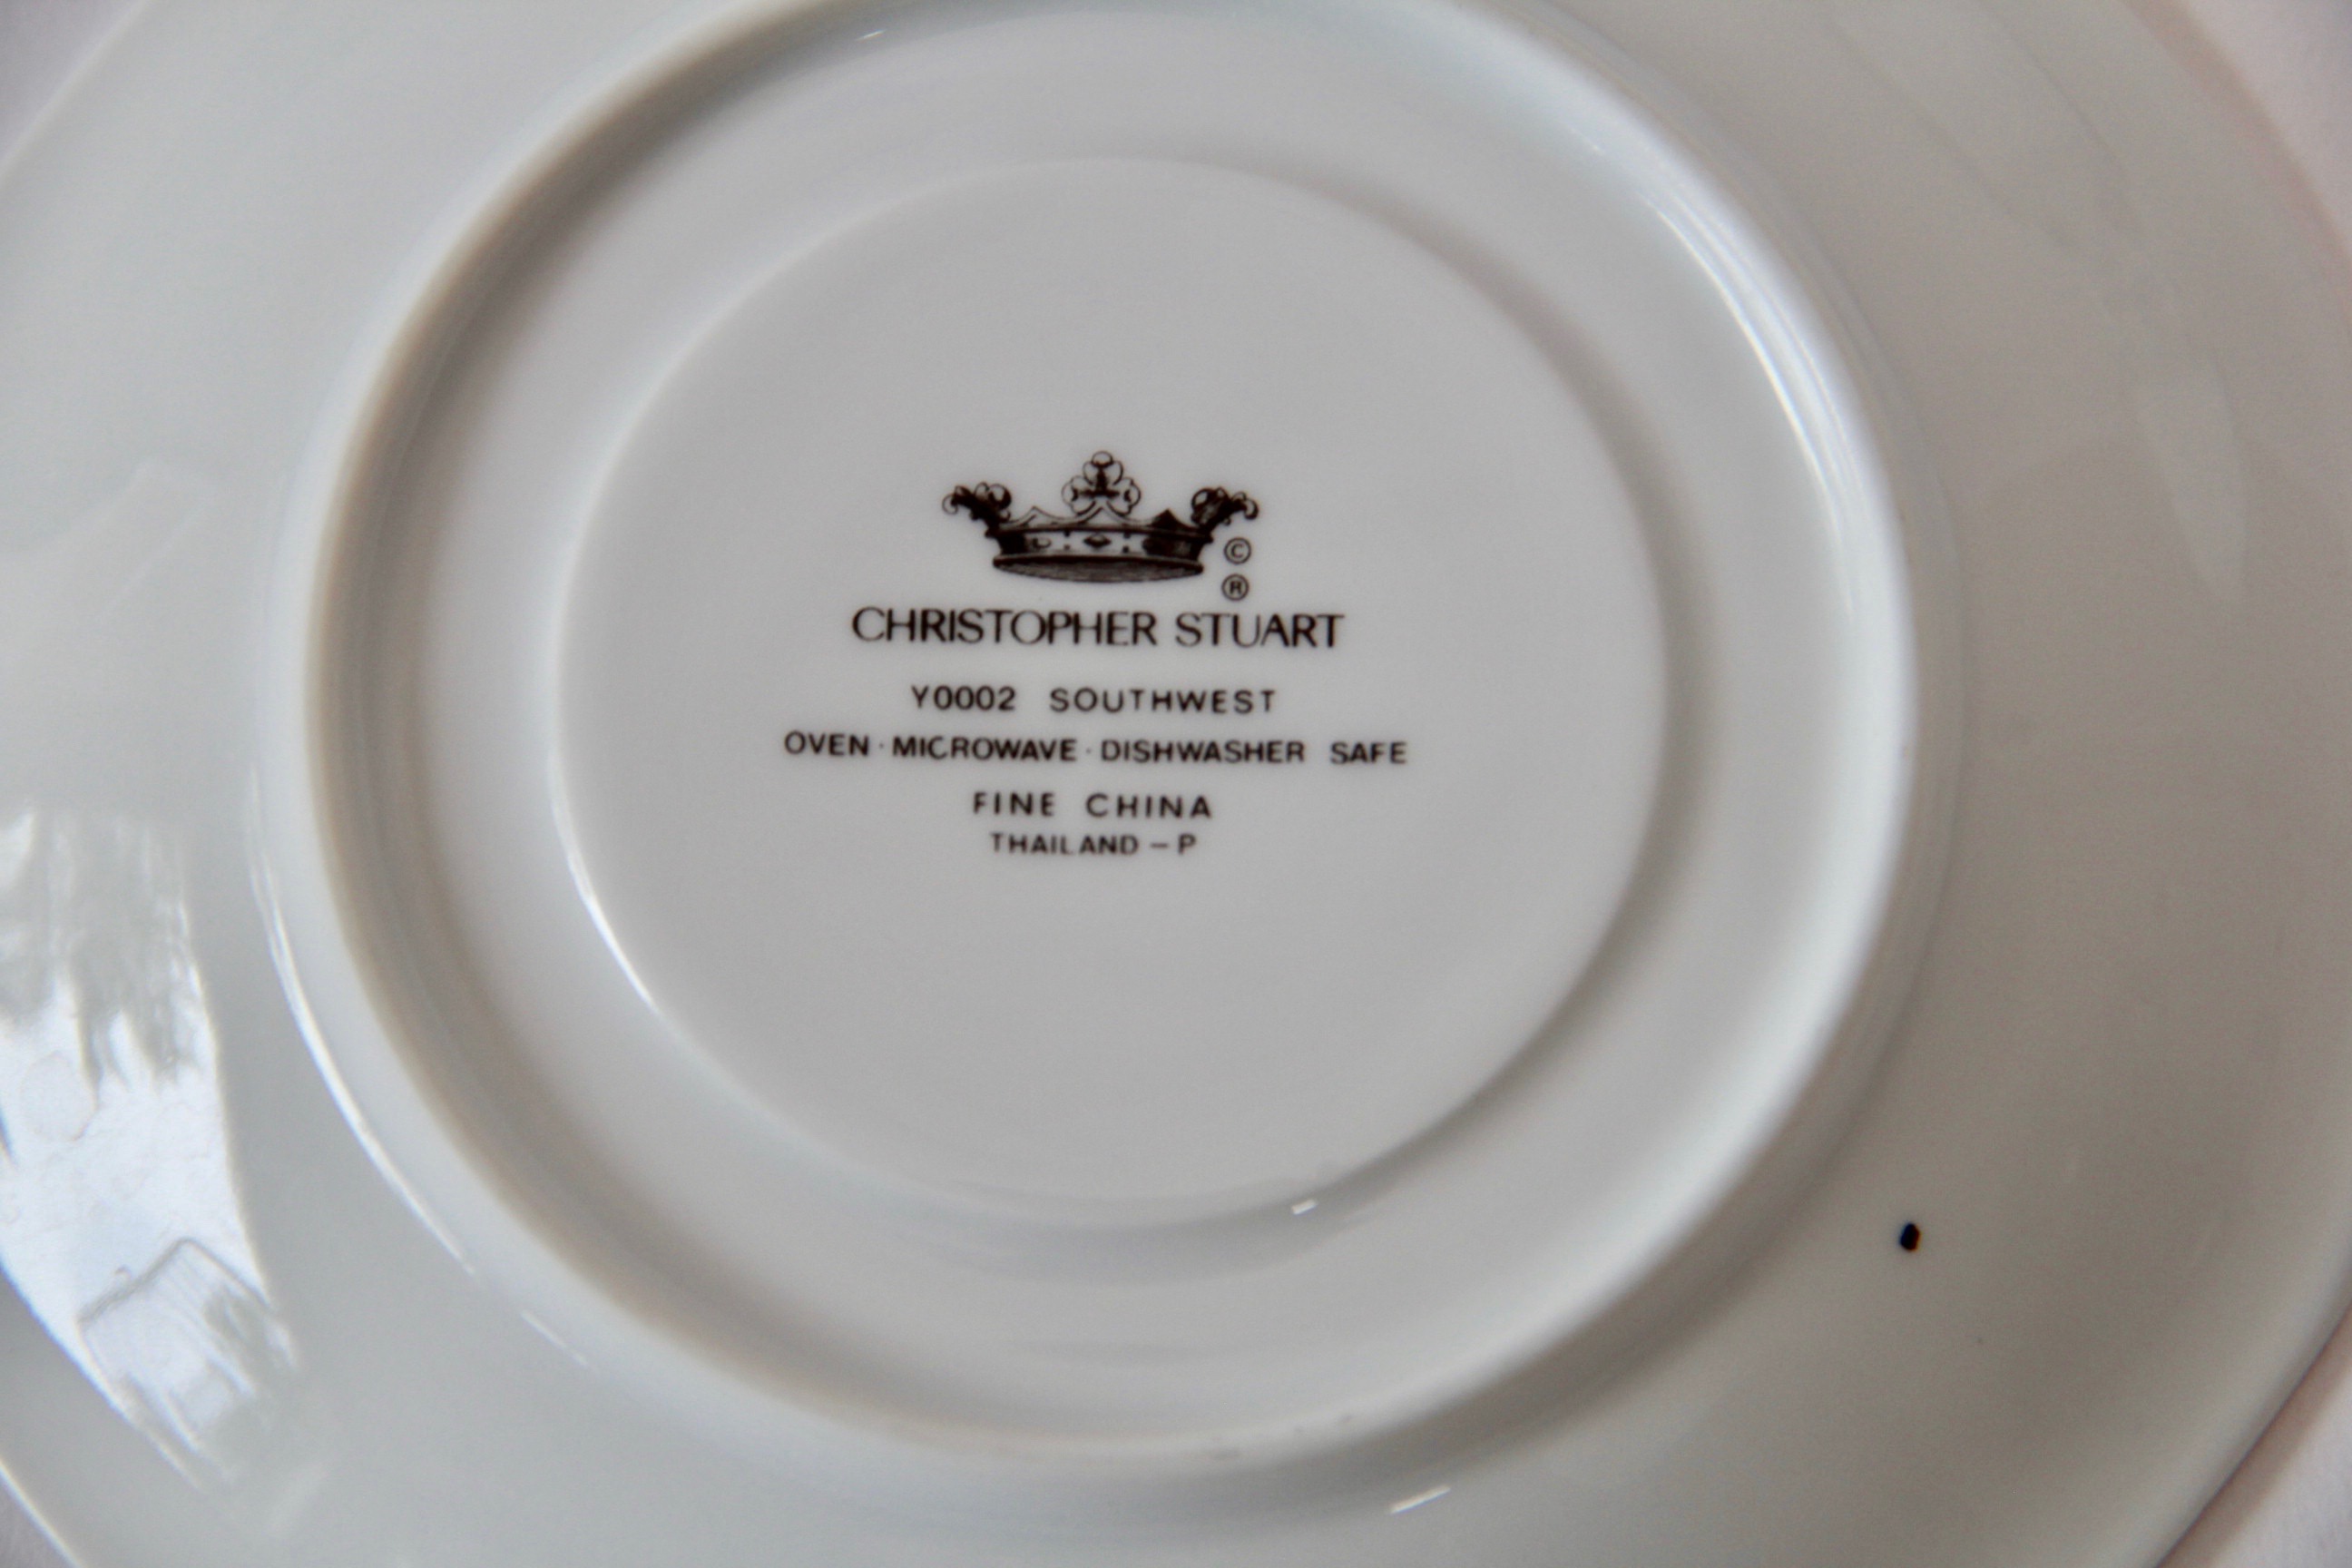 ©
®
CHRISTOPHER STUART
Y0002 SOUTHWEST
OVEN · MICROWAVE · DISHWASHER SAFE
FINE CHINA
THAILAND – P